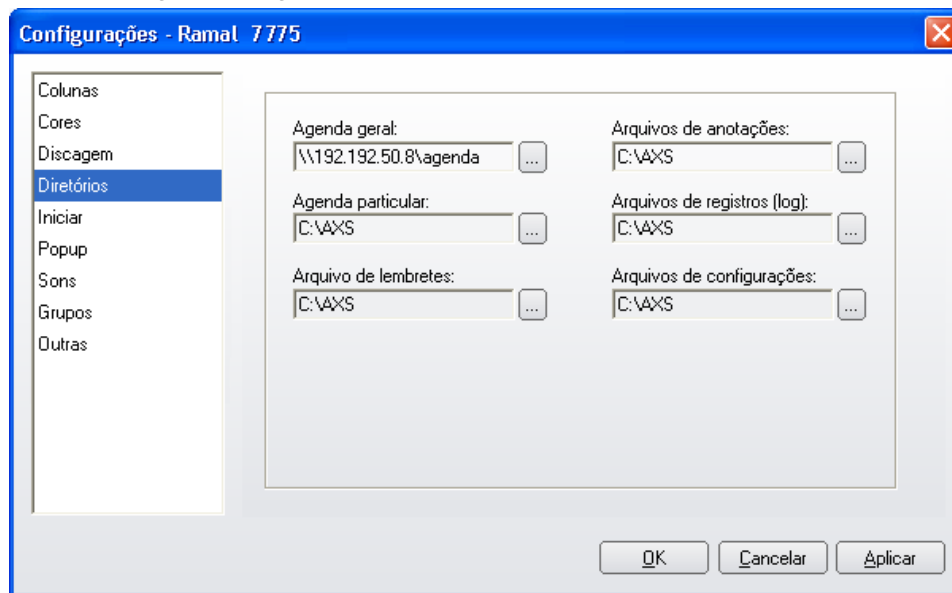 Configurações - Ramal 7775
Colunas
Cores
Discagem
Diretórios
Iniciar
Popup
Sons
Grupos
Outras
Agenda geral:
\\192.192.50.8\agenda ...
Agenda particular:
C:\AXS ...
Arquivo de lembretes:
C:\AXS ...
Arquivos de anotações:
C:\AXS ...
Arquivos de registros (log):
C:\AXS ...
Arquivos de configurações:
C:\AXS ...
OK Cancelar Aplicar